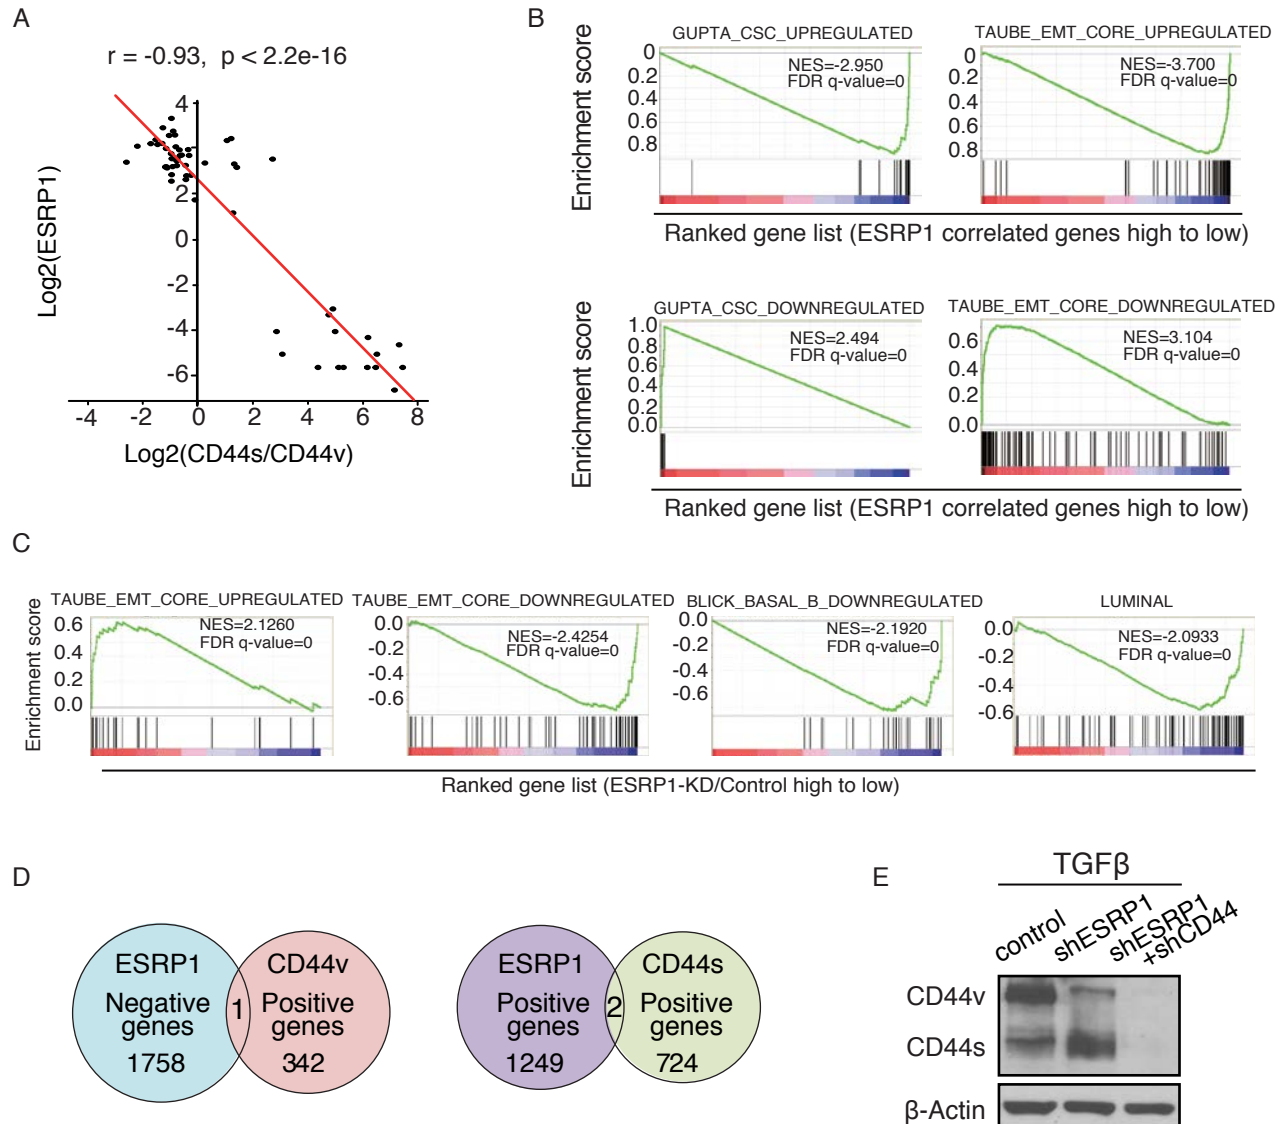 A
r = -0.93, p < 2.2e-16
Log2(ESRP1)
4
2
0
-2
-4
-6
-4
-2
0
2
4
6
8
Log2(CD44s/CD44v)
B
Enrichment score
GUPTA_CSC_UPREGULATED
NES=-2.950
FDR q-value=0
0
0.2
0.4
0.6
0.8
TAUBE_EMT_CORE_UPREGULATED
NES=-3.700
FDR q-value=0
0
0.2
0.4
0.6
0.8
Ranked gene list (ESRP1 correlated genes high to low)
Enrichment score
GUPTA_CSC_DOWNREGULATED
NES=2.494
FDR q-value=0
1.0
0.8
0.6
0.4
0.2
0.0
TAUBE_EMT_CORE_DOWNREGULATED
NES=3.104
FDR q-value=0
0.6
0.4
0.2
0.0
Ranked gene list (ESRP1 correlated genes high to low)
C
Enrichment score
TAUBE_EMT_CORE_UPREGULATED
NES=2.1260
FDR q-value=0
0.6
0.4
0.2
0.0
TAUBE_EMT_CORE_DOWNREGULATED
NES=-2.4254
FDR q-value=0
0.0
-0.2
-0.4
-0.6
BLICK_BASAL_B_DOWNREGULATED
NES=-2.1920
FDR q-value=0
0.0
-0.2
-0.4
-0.6
LUMINAL
NES=-2.0933
FDR q-value=0
0.0
-0.2
-0.4
-0.6
Ranked gene list (ESRP1-KD/Control high to low)
D
ESRP1
Negative
genes
1758
1
CD44v
Positive
genes
342
ESRP1
Positive
genes
1249
2
CD44s
Positive
genes
724
E
TGFβ
control
shESRP1
shESRP1
+shCD44
CD44v
CD44s
β-Actin